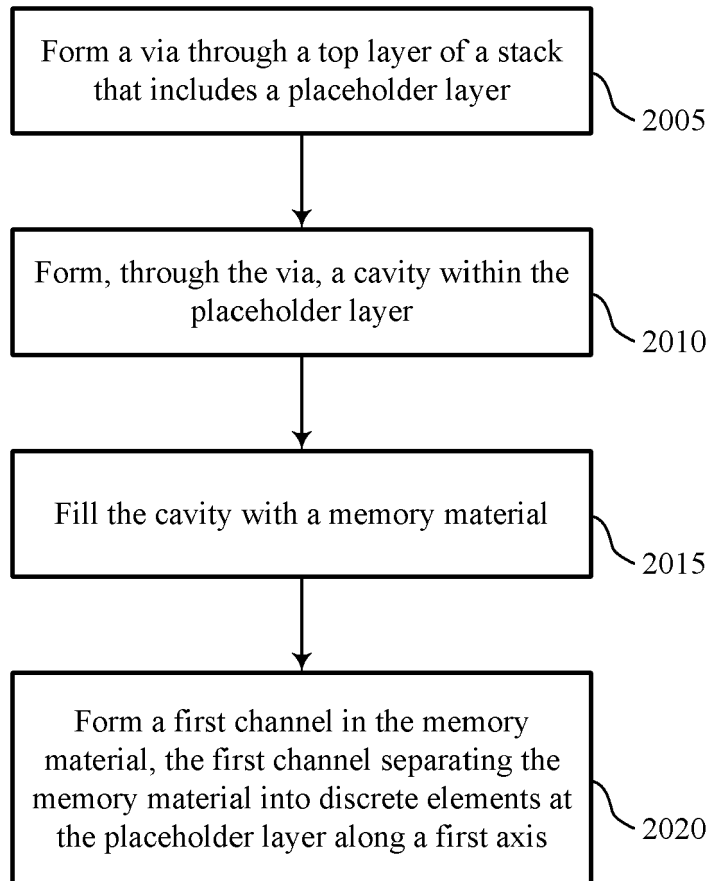 Form a via through a top layer of a stack
that includes a placeholder layer
2005
Form, through the via, a cavity within the
placeholder layer
2010
Fill the cavity with a memory material
2015
Form a first channel in the memory
material, the first channel separating the
memory material into discrete elements at
the placeholder layer along a first axis
2020